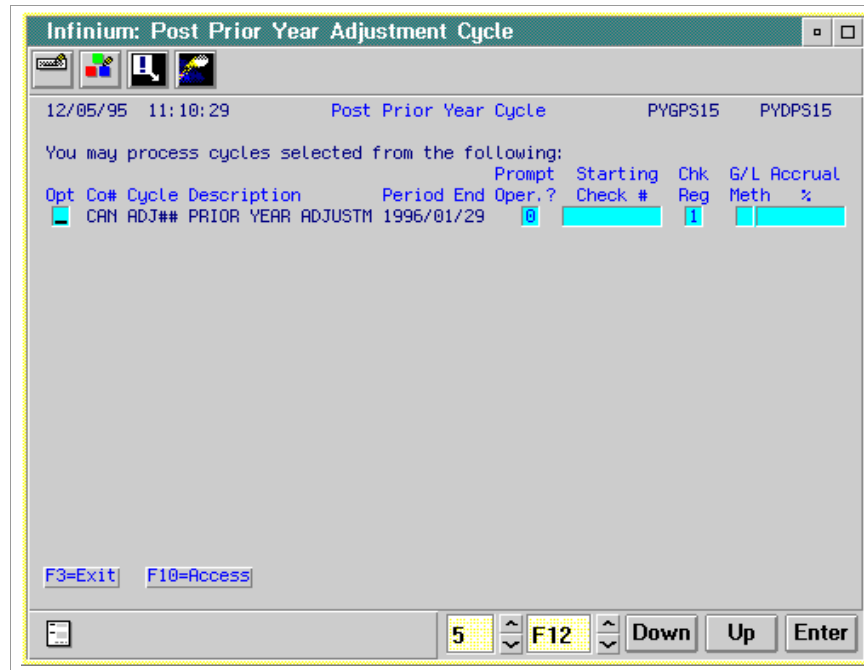 Infinium: Post Prior Year Adjustment Cycle
12/05/95 11:10:29 Post Prior Year Cycle PYGPS15 PYDPS15
You may process cycles selected from the following:
Prompt Starting Chk G/L Accrual
Opt Co# Cycle Description Period End Oper.? Check # Reg Meth %
CAN ADJ## PRIOR YEAR ADJUSTM 1996/01/29 0 1
F3=Exit F10=Access
5 F12 Down Up Enter